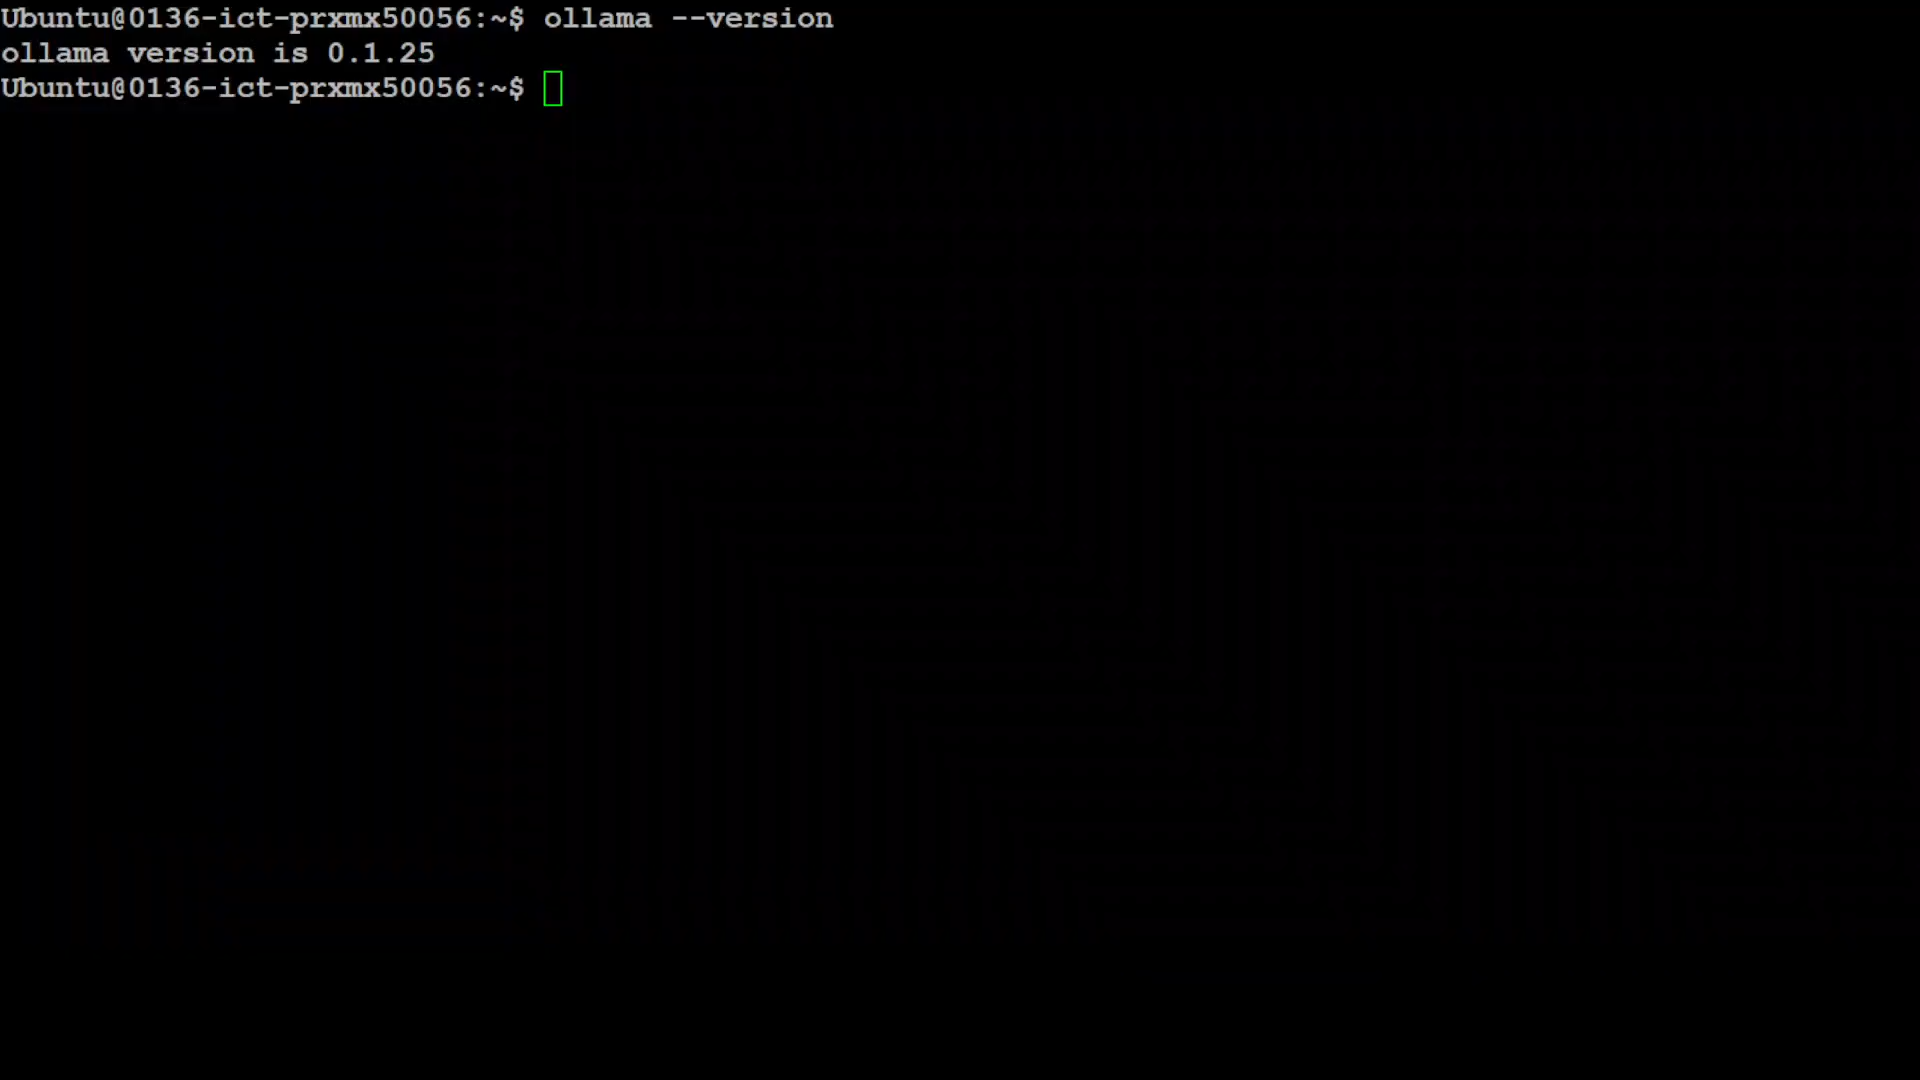 Ubuntu@0136-ict-prxmx50056:~$ ollama --version
ollama version is 0.1.25
Ubuntu@0136-ict-prxmx50056:~$